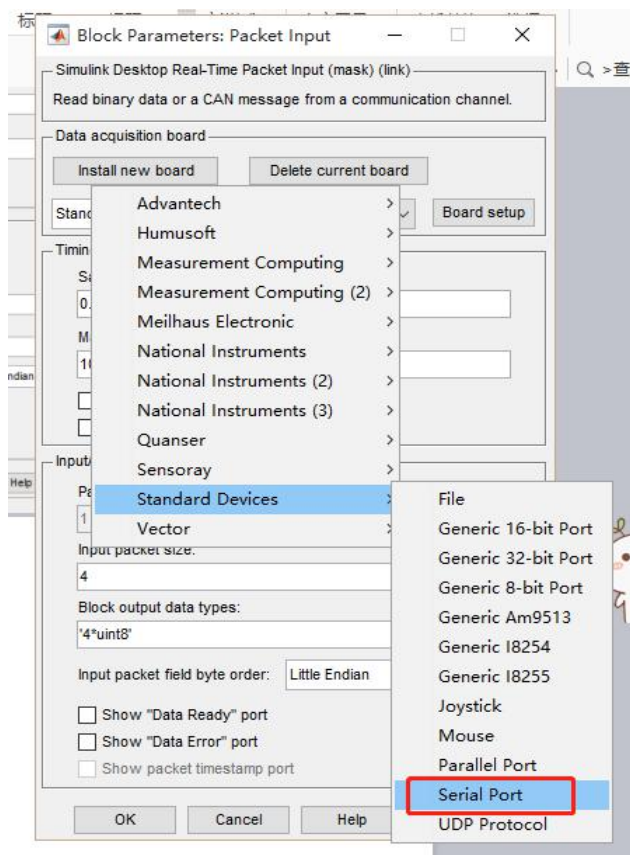 Block Parameters: Packet Input
>查
Simulink Desktop Real-Time Packet Input (mask) (link)
Read binary data or a CAN message from a communication channel.
Data acquisition board
Install new board Delete current board
Board setup
Advantech
Humusoft
Measurement Computing
Measurement Computing (2)
Meilhaus Electronic
National Instruments
National Instruments (2)
National Instruments (3)
Quanser
Sensoray
Standard Devices
Vector
Help
File
Generic 16-bit Port
Generic 32-bit Port
Generic 8-bit Port
Generic Am9513
Generic I8254
Generic I8255
Joystick
Mouse
Parallel Port
Serial Port
UDP Protocol
Input packet size:
4
Block output data types:
'4*uint8'
Input packet field byte order: Little Endian
Show "Data Ready" port
Show "Data Error" port
Show packet timestamp port
OK Cancel Help